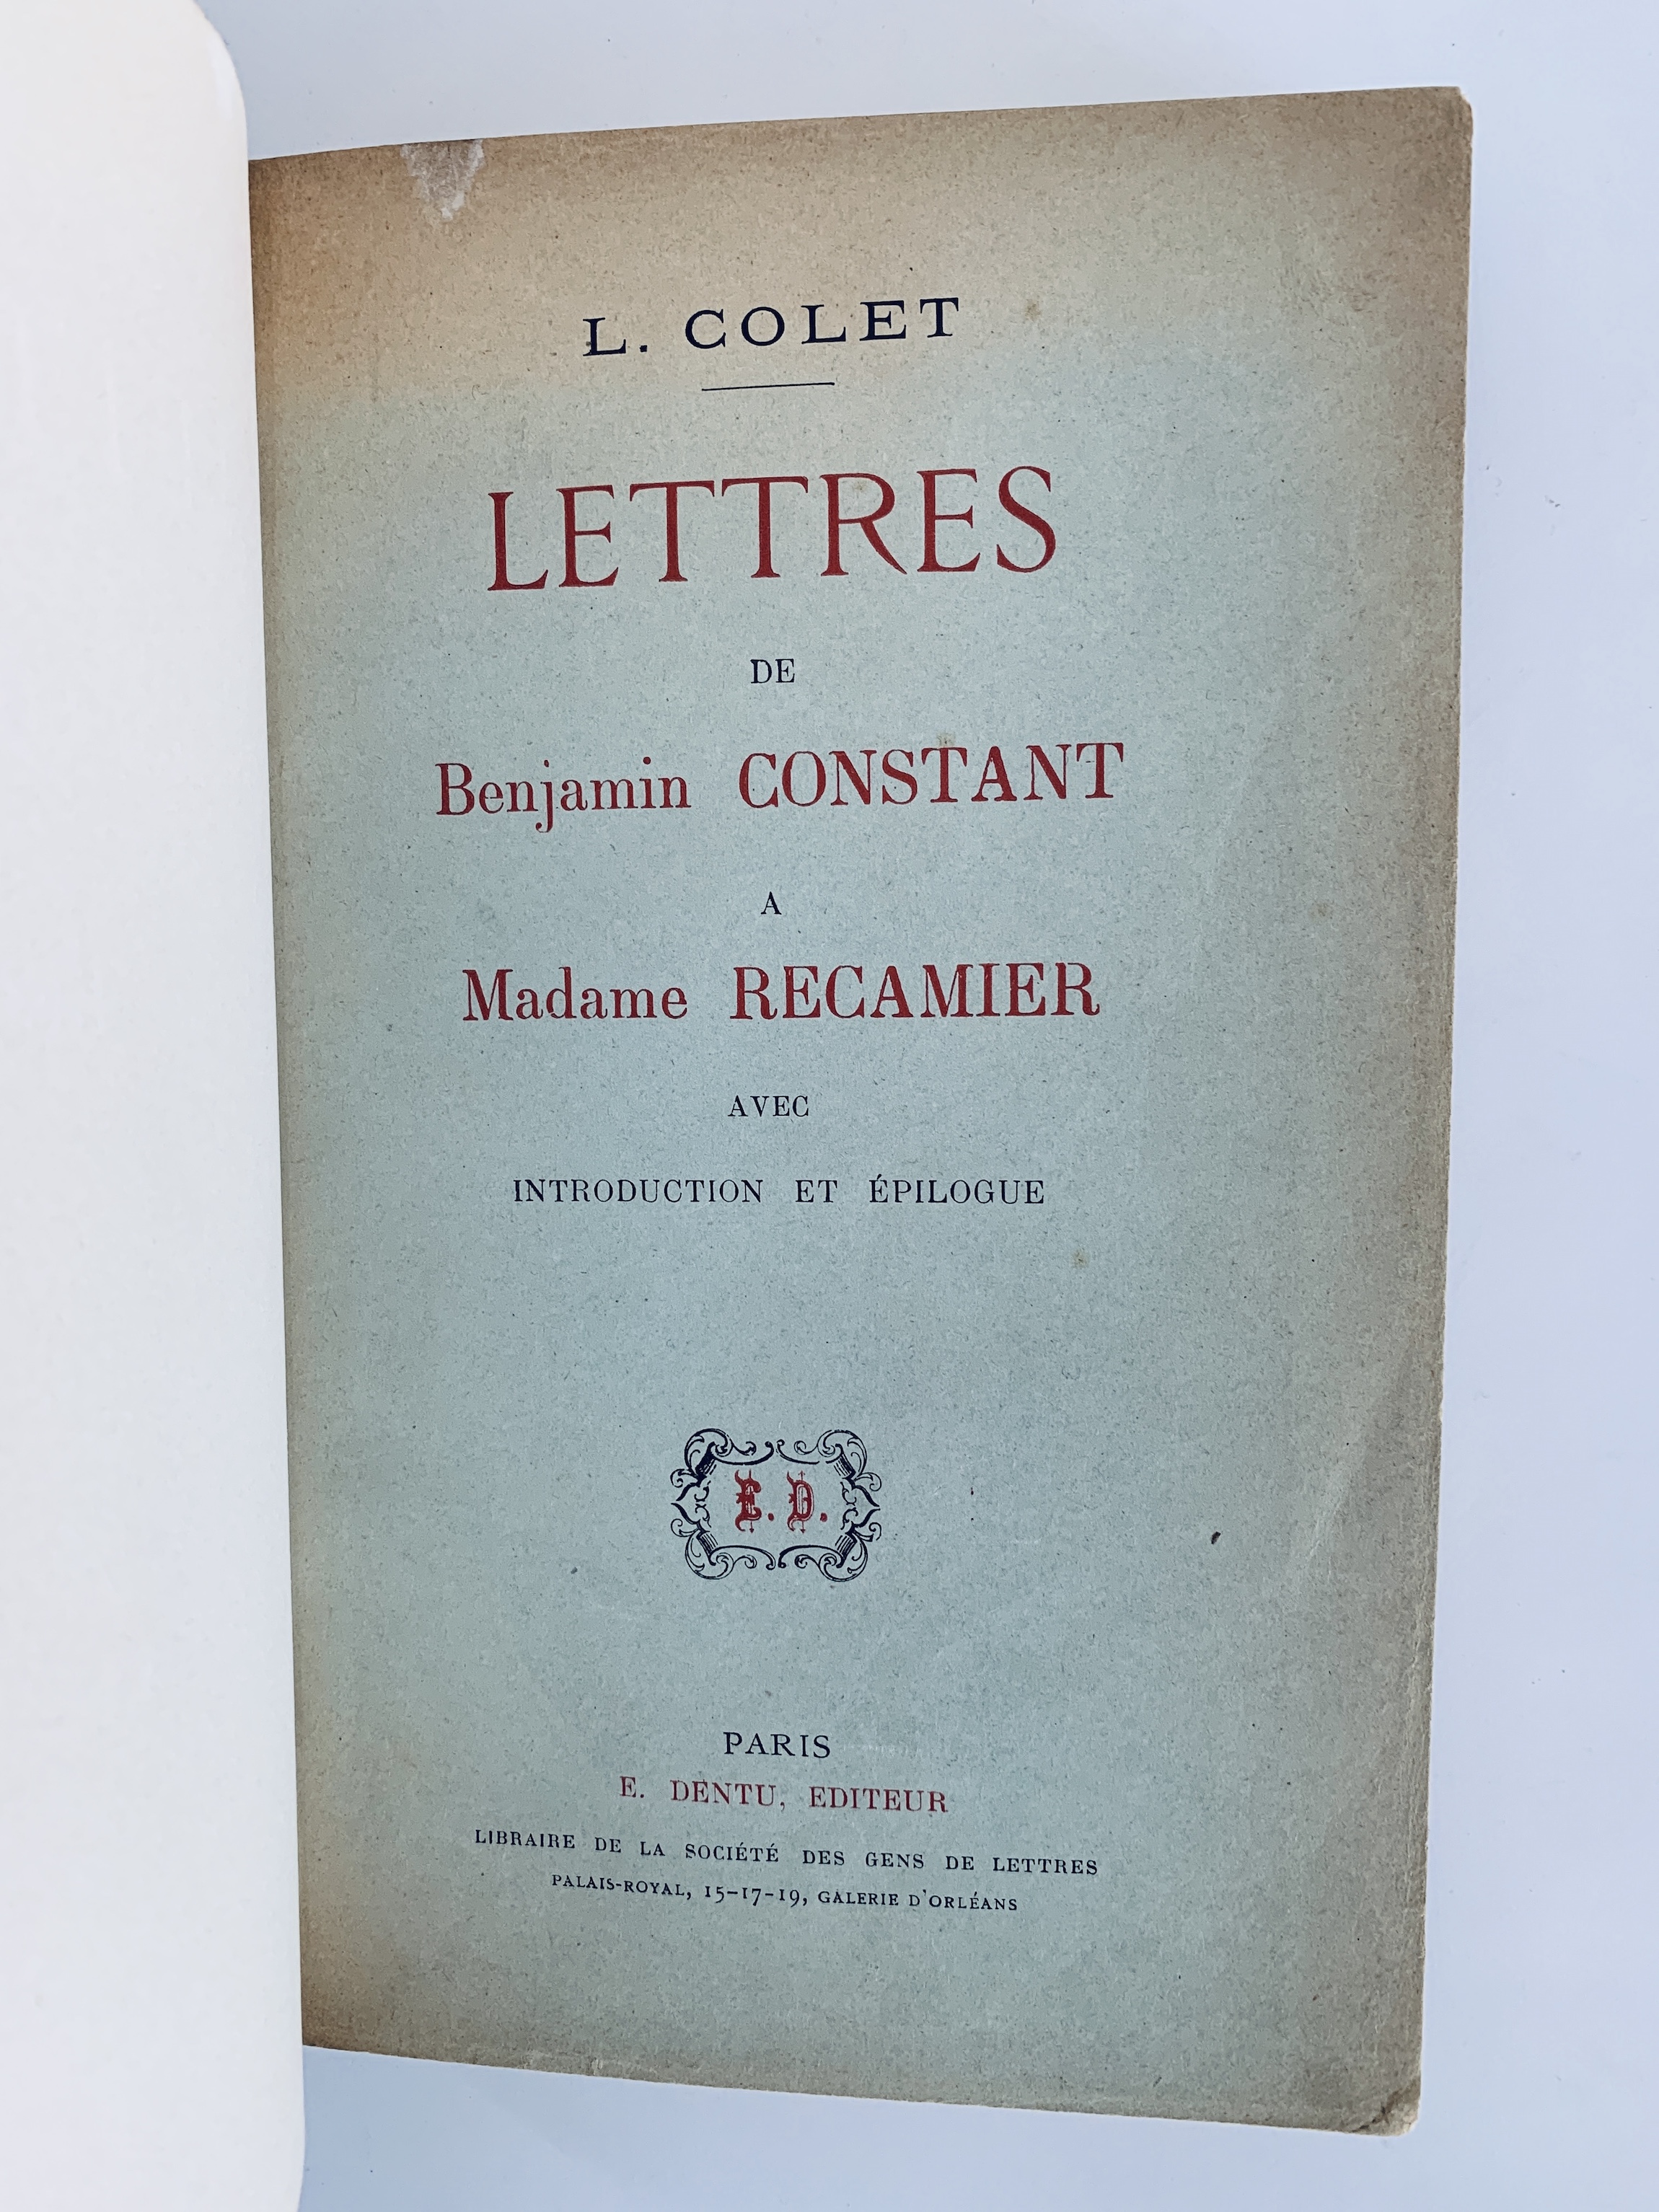 L. COLET
LETTRES
DE
Benjamin CONSTANT
A
Madame RECAMIER
AVEC
INTRODUCTION ET ÉPILOGUE
E. D.
PARIS
E. DENTU, EDITEUR
LIBRAIRE DE LA SOCIÉTÉ DES GENS DE LETTRES
PALAIS-ROYAL, 15-17-19, GALERIE D'ORLÉANS